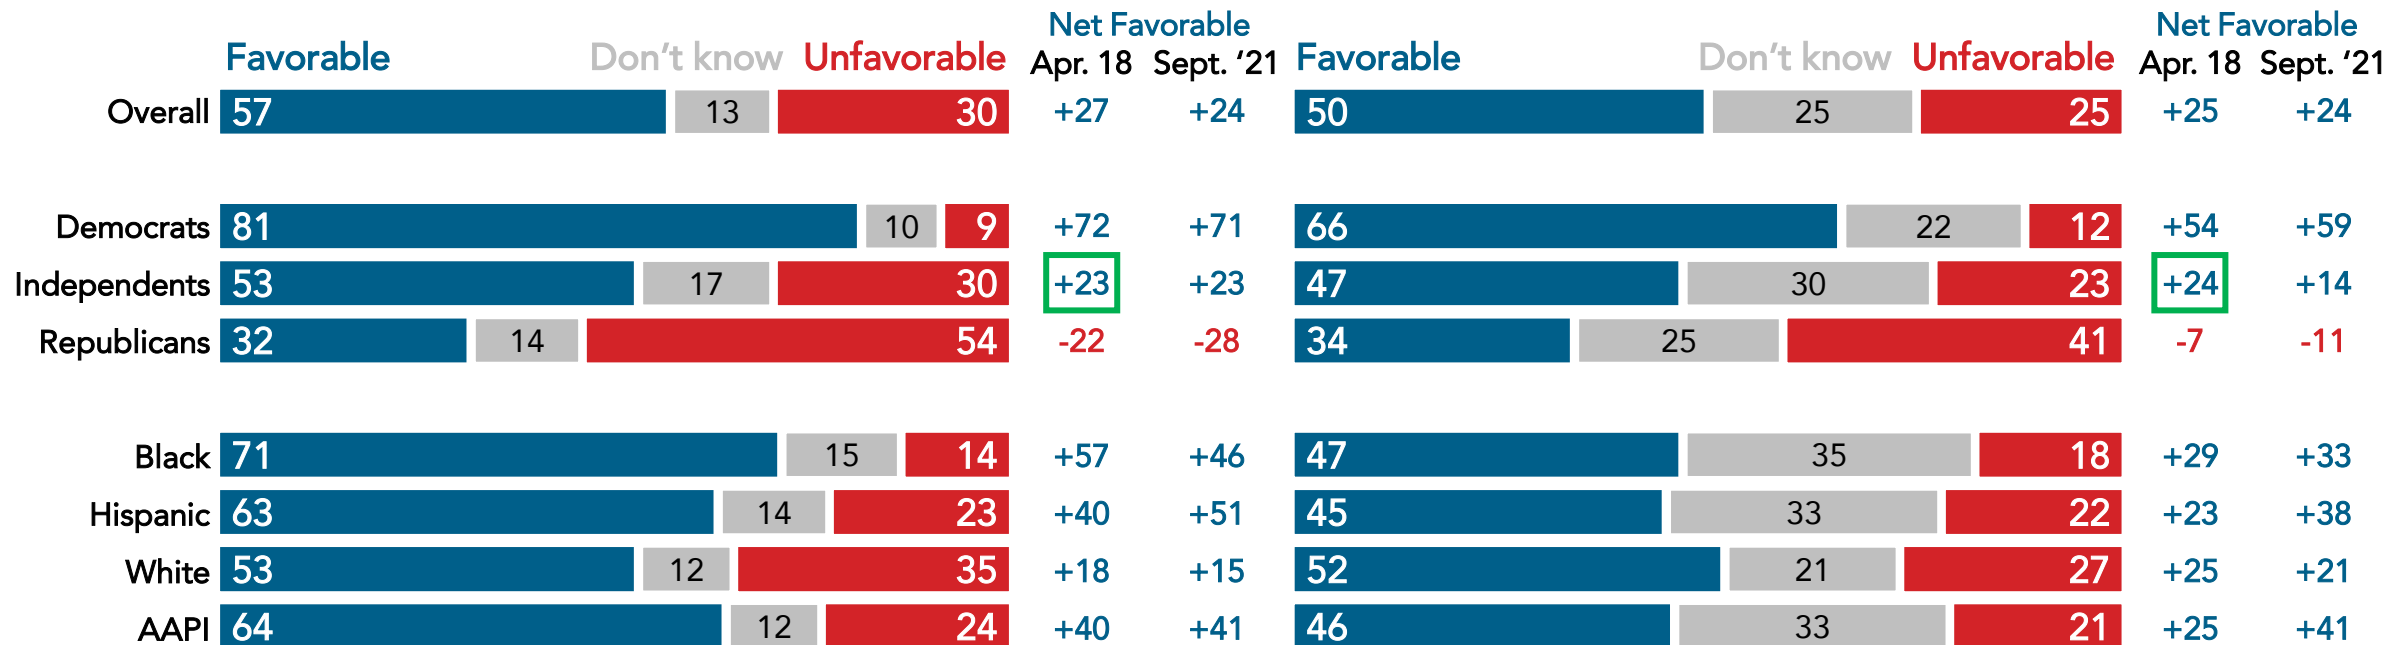 Net Favorable Net Favorable
Favorable Don't know Unfavorable Apr. 18 Sept. ‘21 Favorable Don't know Unfavorable Apr. 18 Sept. ‘21
Overall 57 13 30 +27 +24 50 25 25 +25 +24
Democrats 81 10 9 +72 +71 66 22 12 +54 +59
Independents 53 17 30 +23 +23 47 30 23 +24 +14
Republicans 32 14 54 -22 -28 34 25 41 -7 -11
Black 71 15 14 +57 +46 47 35 18 +29 +33
Hispanic 63 14 23 +40 +51 45 33 22 +23 +38
White 53 12 35 +18 +15 52 21 27 +25 +21
AAPI 64 12 24 +40 +41 46 33 21 +25 +41